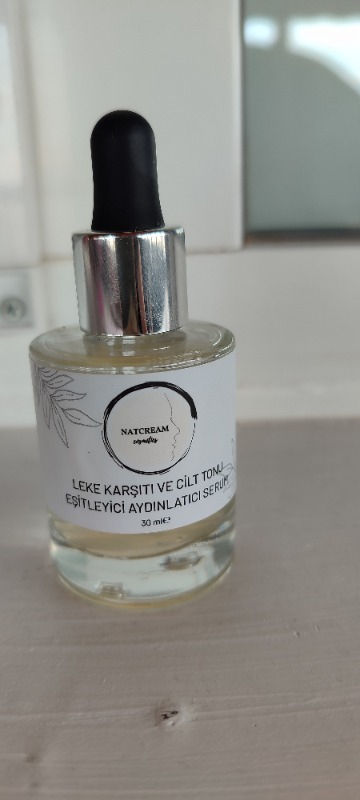 NATCREAM
cosmetics
LEKE KARŞITI VE CİLT TONU
EŞİTLEYİCİ AYDINLATICI SERUM
30 ml℮